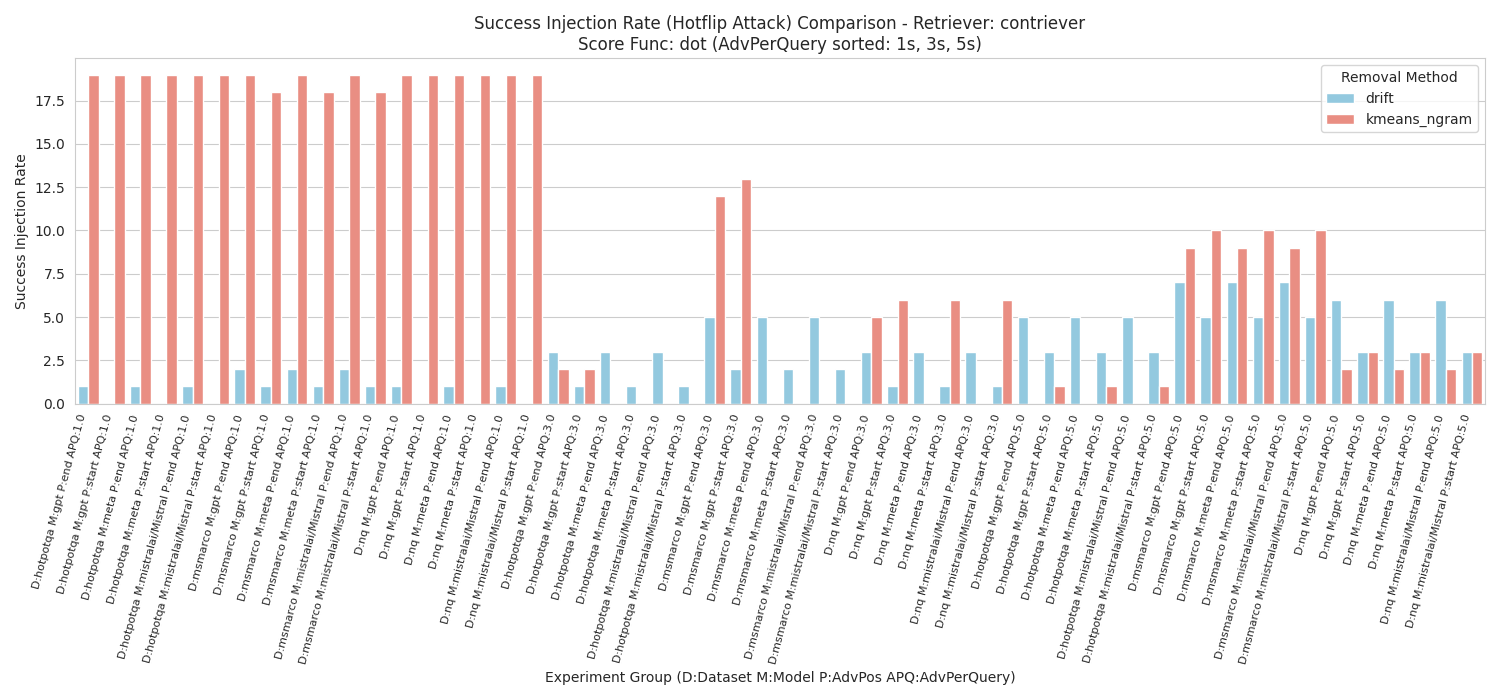 Success Injection Rate (Hotflip Attack) Comparison - Retriever: contriever
Score Func: dot (AdvPerQuery sorted: 1s, 3s, 5s)
Removal Method
drift
kmeans_ngram
Success Injection Rate
17.5
15.0
12.5
10.0
7.5
5.0
2.5
0.0
D:hotpotqa M:gpt P:end APQ:1.0
D:hotpotqa M:gpt P:start APQ:1.0
D:hotpotqa M:meta P:end APQ:1.0
D:hotpotqa M:meta P:start APQ:1.0
D:hotpotqa M:mistralai/Mistral P:end APQ:1.0
D:hotpotqa M:mistralai/Mistral P:start APQ:1.0
D:msmarco M:gpt P:end APQ:1.0
D:msmarco M:gpt P:start APQ:1.0
D:msmarco M:meta P:end APQ:1.0
D:msmarco M:meta P:start APQ:1.0
D:msmarco M:mistralai/Mistral P:end APQ:1.0
D:msmarco M:mistralai/Mistral P:start APQ:1.0
D:nq M:gpt P:end APQ:1.0
D:nq M:gpt P:start APQ:1.0
D:nq M:meta P:end APQ:1.0
D:nq M:meta P:start APQ:1.0
D:nq M:mistralai/Mistral P:end APQ:1.0
D:nq M:mistralai/Mistral P:start APQ:1.0
D:hotpotqa M:gpt P:end APQ:3.0
D:hotpotqa M:gpt P:start APQ:3.0
D:hotpotqa M:meta P:end APQ:3.0
D:hotpotqa M:meta P:start APQ:3.0
D:hotpotqa M:mistralai/Mistral P:end APQ:3.0
D:hotpotqa M:mistralai/Mistral P:start APQ:3.0
D:msmarco M:gpt P:end APQ:3.0
D:msmarco M:gpt P:start APQ:3.0
D:msmarco M:meta P:end APQ:3.0
D:msmarco M:meta P:start APQ:3.0
D:msmarco M:mistralai/Mistral P:end APQ:3.0
D:msmarco M:mistralai/Mistral P:start APQ:3.0
D:nq M:gpt P:end APQ:3.0
D:nq M:gpt P:start APQ:3.0
D:nq M:meta P:end APQ:3.0
D:nq M:meta P:start APQ:3.0
D:nq M:mistralai/Mistral P:end APQ:3.0
D:nq M:mistralai/Mistral P:start APQ:3.0
D:hotpotqa M:gpt P:end APQ:5.0
D:hotpotqa M:gpt P:start APQ:5.0
D:hotpotqa M:meta P:end APQ:5.0
D:hotpotqa M:meta P:start APQ:5.0
D:hotpotqa M:mistralai/Mistral P:end APQ:5.0
D:hotpotqa M:mistralai/Mistral P:start APQ:5.0
D:msmarco M:gpt P:end APQ:5.0
D:msmarco M:gpt P:start APQ:5.0
D:msmarco M:meta P:end APQ:5.0
D:msmarco M:meta P:start APQ:5.0
D:msmarco M:mistralai/Mistral P:end APQ:5.0
D:msmarco M:mistralai/Mistral P:start APQ:5.0
D:nq M:gpt P:end APQ:5.0
D:nq M:gpt P:start APQ:5.0
D:nq M:meta P:end APQ:5.0
D:nq M:meta P:start APQ:5.0
D:nq M:mistralai/Mistral P:end APQ:5.0
D:nq M:mistralai/Mistral P:start APQ:5.0
Experiment Group (D:Dataset M:Model P:AdvPos APQ:AdvPerQuery)